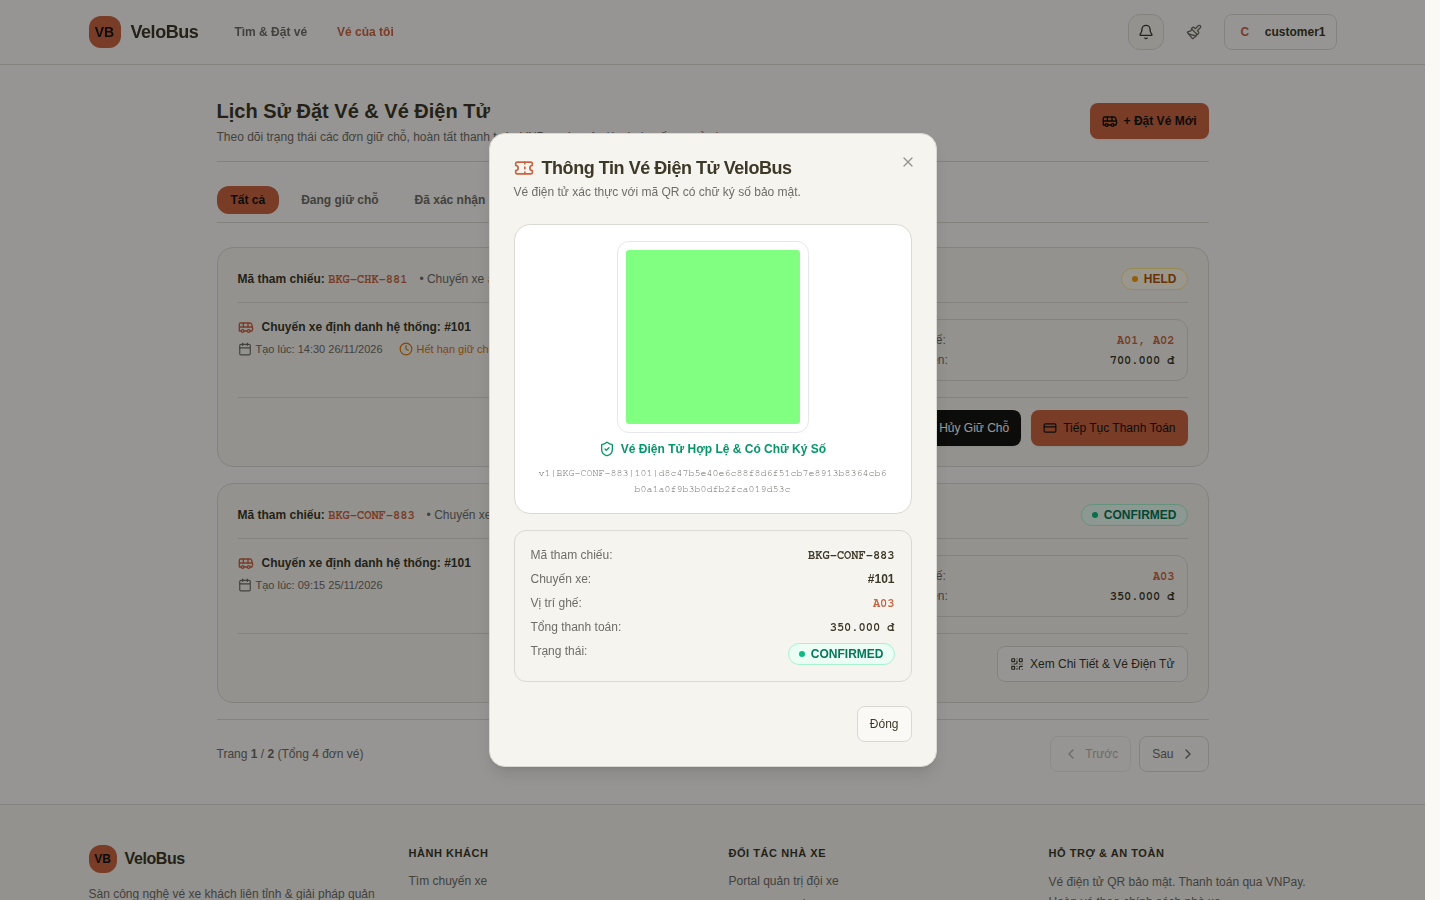 VB VeloBus Tìm & Đặt vé Vé của tôi C customer1
Lịch Sử Đặt Vé & Vé Điện Tử
Theo dõi trạng thái các đơn giữ chỗ, hoàn tất thanh
+ Đặt Vé Mới
Tất cả Đang giữ chỗ Đã xác nhận
Mã tham chiếu: BKG-CHK-881 • Chuyến xe
HELD
Chuyến xe định danh hệ thống: #101
Tạo lúc: 14:30 26/11/2026 Hết hạn giữ ch
A01, A02
700.000 đ
Hủy Giữ Chỗ Tiếp Tục Thanh Toán
Mã tham chiếu: BKG-CONF-883 • Chuyến xe
CONFIRMED
Chuyến xe định danh hệ thống: #101
Tạo lúc: 09:15 25/11/2026
A03
350.000 đ
Xem Chi Tiết & Vé Điện Tử
Trang 1 / 2 (Tổng 4 đơn vé)
Trước Sau
Thông Tin Vé Điện Tử VeloBus
Vé điện tử xác thực với mã QR có chữ ký số bảo mật.
Vé Điện Tử Hợp Lệ & Có Chữ Ký Số
v1|BKG-CONF-883|101|d8c47b5e40e6c88f8d6f51cb7e8913b8364cb6
b0a1a0f9b3b0dfb2fca019d53c
Mã tham chiếu: BKG-CONF-883
Chuyến xe: #101
Vị trí ghế: A03
Tổng thanh toán: 350.000 đ
Trạng thái: CONFIRMED
Đóng
VB VeloBus
Sàn công nghệ vé xe khách liên tỉnh & giải pháp quản
HÀNH KHÁCH
Tìm chuyến xe
ĐỐI TÁC NHÀ XE
Portal quản trị đội xe
HỖ TRỢ & AN TOÀN
Vé điện tử QR bảo mật. Thanh toán qua VNPay.